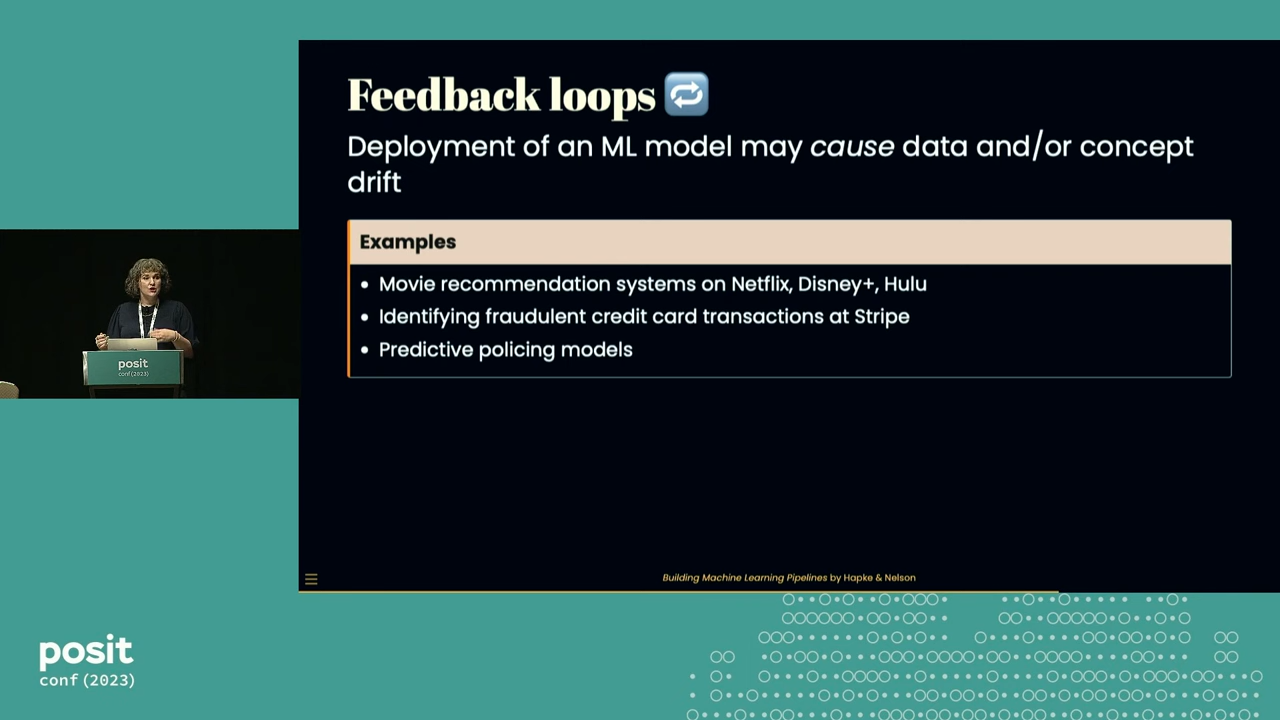 Feedback loops
Deployment of an ML model may cause data and/or concept
drift
Examples
• Movie recommendation systems on Netflix, Disney+, Hulu
• Identifying fraudulent credit card transactions at Stripe
• Predictive policing models
Building Machine Learning Pipelines by Hapke & Nelson
posit
conf(2023)
posit
conf(2023)